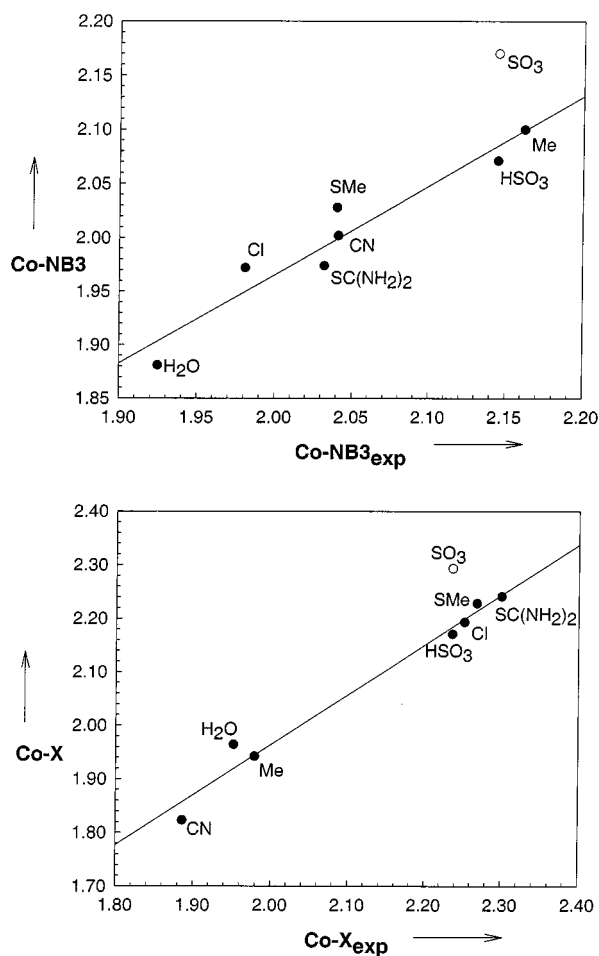 2.20
2.15
2.10
2.05
2.00
1.95
1.90
1.85
Co-NB3
SO3
Me
HSO3
SMe
CN
Cl
SC(NH2)2
H2O
1.90 1.95 2.00 2.05 2.10 2.15 2.20
Co-NB3exp
2.40
2.30
2.20
2.10
2.00
1.90
1.80
1.70
Co-X
SO3
SMe
SC(NH2)2
Cl
HSO3
H2O
Me
CN
1.80 1.90 2.00 2.10 2.20 2.30 2.40
Co-Xexp